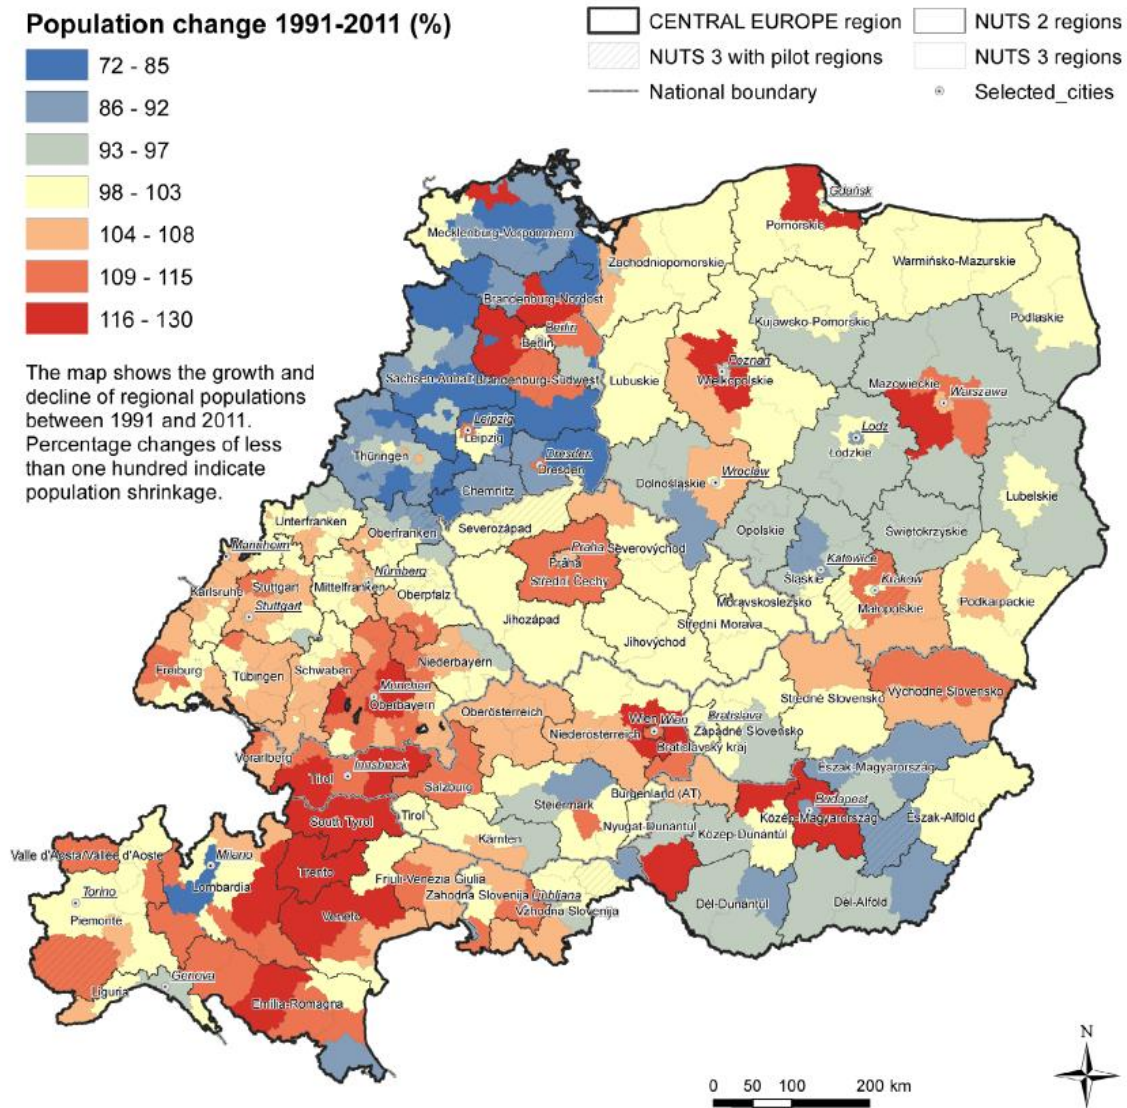 Population change 1991-2011 (%)
72 - 85
86 - 92
93 - 97
98 - 103
104 - 108
109 - 115
116 - 130
CENTRAL EUROPE region
NUTS 2 regions
NUTS 3 with pilot regions
NUTS 3 regions
National boundary
Selected_cities
The map shows the growth and
decline of regional populations
between 1991 and 2011.
Percentage changes of less
than one hundred indicate
population shrinkage.
Gdańsk
Pomorskie
Mecklenburg-Vorpommern
Zachodniopomorskie
Warmińsko-Mazurskie
Brandenburg-Nordost
Kujawsko-Pomorskie
Podlaskie
Berlin
Berlin
Poznań
Sachsen-Anhalt
Brandenburg-Südwest
Lubuskie
Wielkopolskie
Mazowieckie
Warszawa
Leipzig
Leipzig
Lodz
Łódzkie
Thüringen
Dresden
Dresden
Wrocław
Dolnośląskie
Chemnitz
Lubelskie
Unterfranken
Oberfranken
Severozápad
Opolskie
Świętokrzyskie
Mannheim
Praha
Severovýchod
Praha
Katowice
Śląskie
Kraków
Nürnberg
Karlsruhe
Stuttgart
Mittelfranken
Oberpfalz
Střední Čechy
Małopolskie
Podkarpackie
Stuttgart
Jihozápad
Moravskoslezsko
Střední Morava
Jihovýchod
Freiburg
Tübingen
Schwaben
Niederbayern
München
Oberbayern
Stredné Slovensko
Východné Slovensko
Oberösterreich
Wien
Wien
Bratislava
Niederösterreich
Západné Slovensko
Bratislavský kraj
Vorarlberg
Innsbruck
Tirol
Salzburg
Észak-Magyarország
Steiermark
Burgenland (AT)
Budapest
South Tyrol
Tirol
Nyugat-Dunántúl
Közép-Dunántúl
Közép-Magyarország
Észak-Alföld
Kärnten
Valle d'Aosta/Vallée d'Aoste
Milano
Trento
Lombardia
Friuli-Venezia Giulia
Zahodna Slovenija
Ljubljana
Vzhodna Slovenija
Torino
Piemonte
Veneto
Dél-Dunántúl
Dél-Alföld
Genova
Liguria
Emilia-Romagna
N
0 50 100 200 km